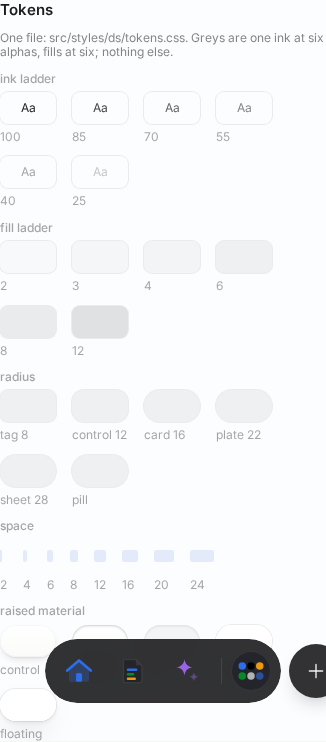 Tokens
One file: src/styles/ds/tokens.css. Greys are one ink at six
alphas, fills at six; nothing else.
ink ladder
Aa Aa Aa Aa
100 85 70 55
Aa Aa
40 25
fill ladder
2 3 4 6
8 12
radius
tag 8 control 12 card 16 plate 22
sheet 28 pill
space
2 4 6 8 12 16 20 24
raised material
control
floating